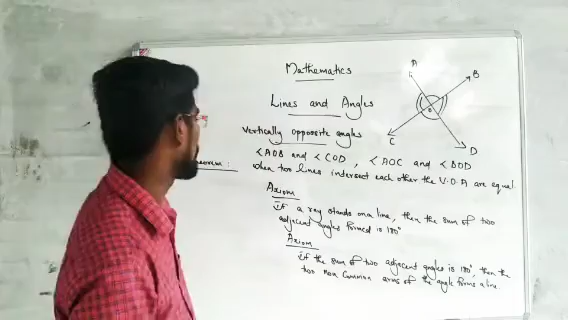 Mathematics
Lines and Angles
Vertically opposite angles
∠AOB and ∠COD, ∠AOC and ∠BOD
eorem :
when two lines intersect each other the V.O.A are equal
Axiom
If a ray stands on a line, then the sum of two
adjacent angles formed is 180°
Axiom
If the sum of two adjacent angles is 180°, then the
two non common arms of the angle forms a line.
A
B
O
C
D